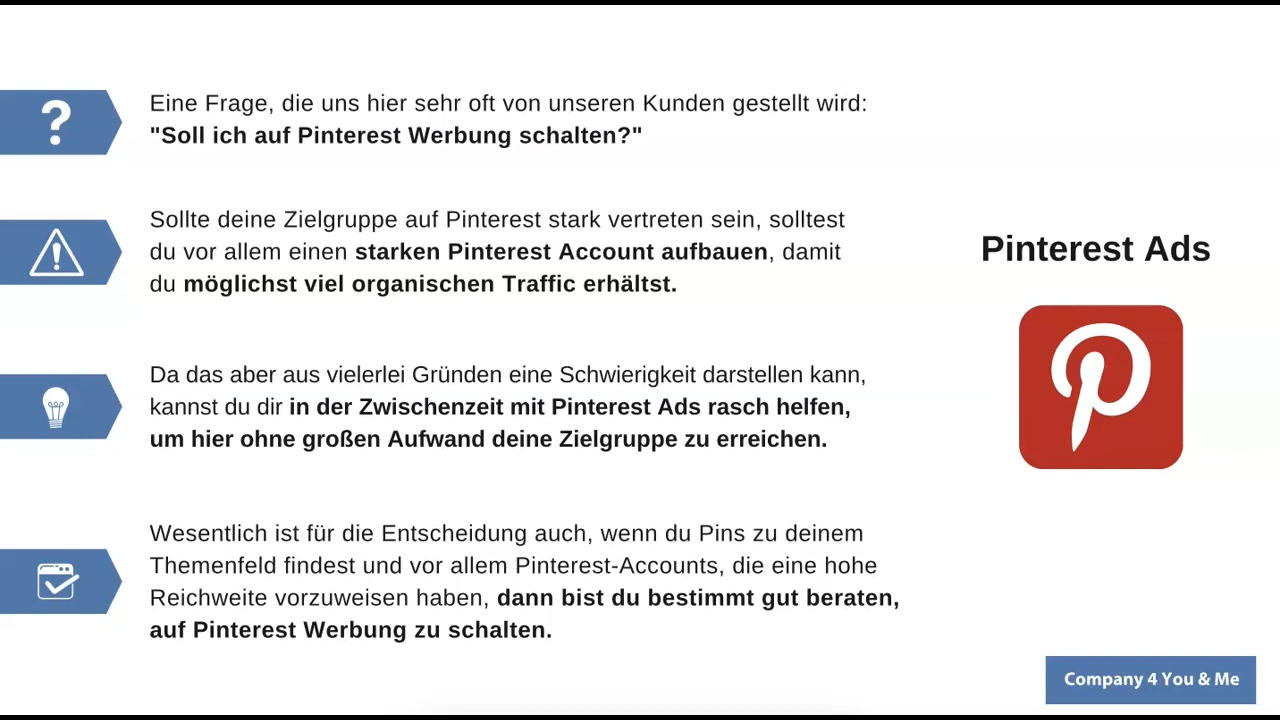 Eine Frage, die uns hier sehr oft von unseren Kunden gestellt wird:
"Soll ich auf Pinterest Werbung schalten?"
Sollte deine Zielgruppe auf Pinterest stark vertreten sein, solltest
du vor allem einen starken Pinterest Account aufbauen, damit
du möglichst viel organischen Traffic erhältst.
Da das aber aus vielerlei Gründen eine Schwierigkeit darstellen kann,
kannst du dir in der Zwischenzeit mit Pinterest Ads rasch helfen,
um hier ohne großen Aufwand deine Zielgruppe zu erreichen.
Wesentlich ist für die Entscheidung auch, wenn du Pins zu deinem
Themenfeld findest und vor allem Pinterest-Accounts, die eine hohe
Reichweite vorzuweisen haben, dann bist du bestimmt gut beraten,
auf Pinterest Werbung zu schalten.
Pinterest Ads
Company 4 You & Me